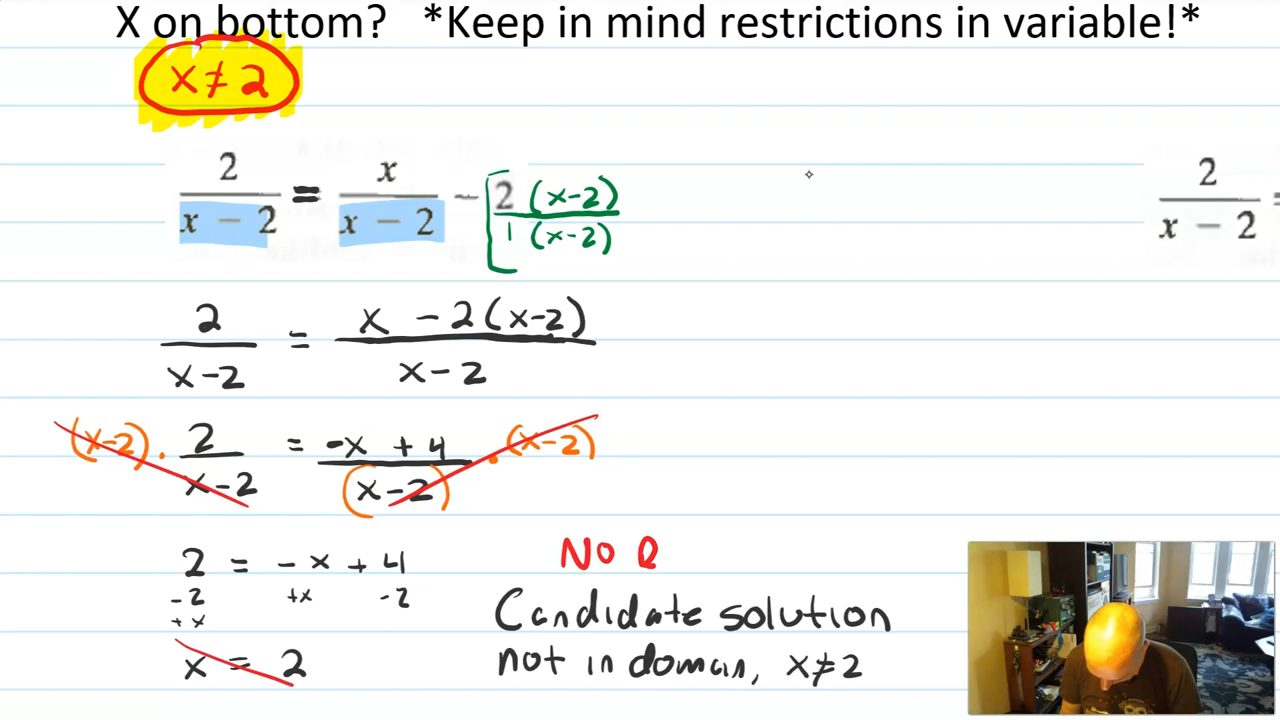 X on bottom? *Keep in mind restrictions in variable!*
x ≠ 2
2/(x − 2) = x/(x − 2) − [2 (x-2)/1 (x-2)
2/(x − 2) =
2/(x-2) = (x - 2(x-2))/(x-2)
(x-2) · 2/(x-2) = (-x + 4)/(x-2) · (x-2)
2 = -x + 4
-2 +x -2
+x
x = 2
No
Candidate solution
not in domain, x≠2